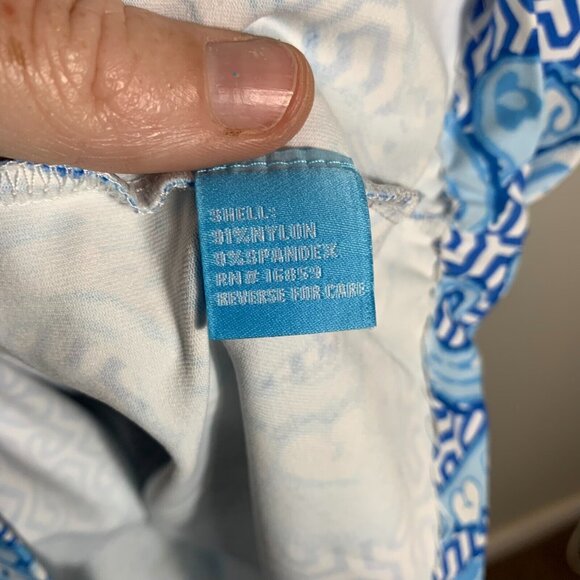 SHELL:
91%NYLON
9%SPANDEX
RN# 16859
REVERSE FOR CARE